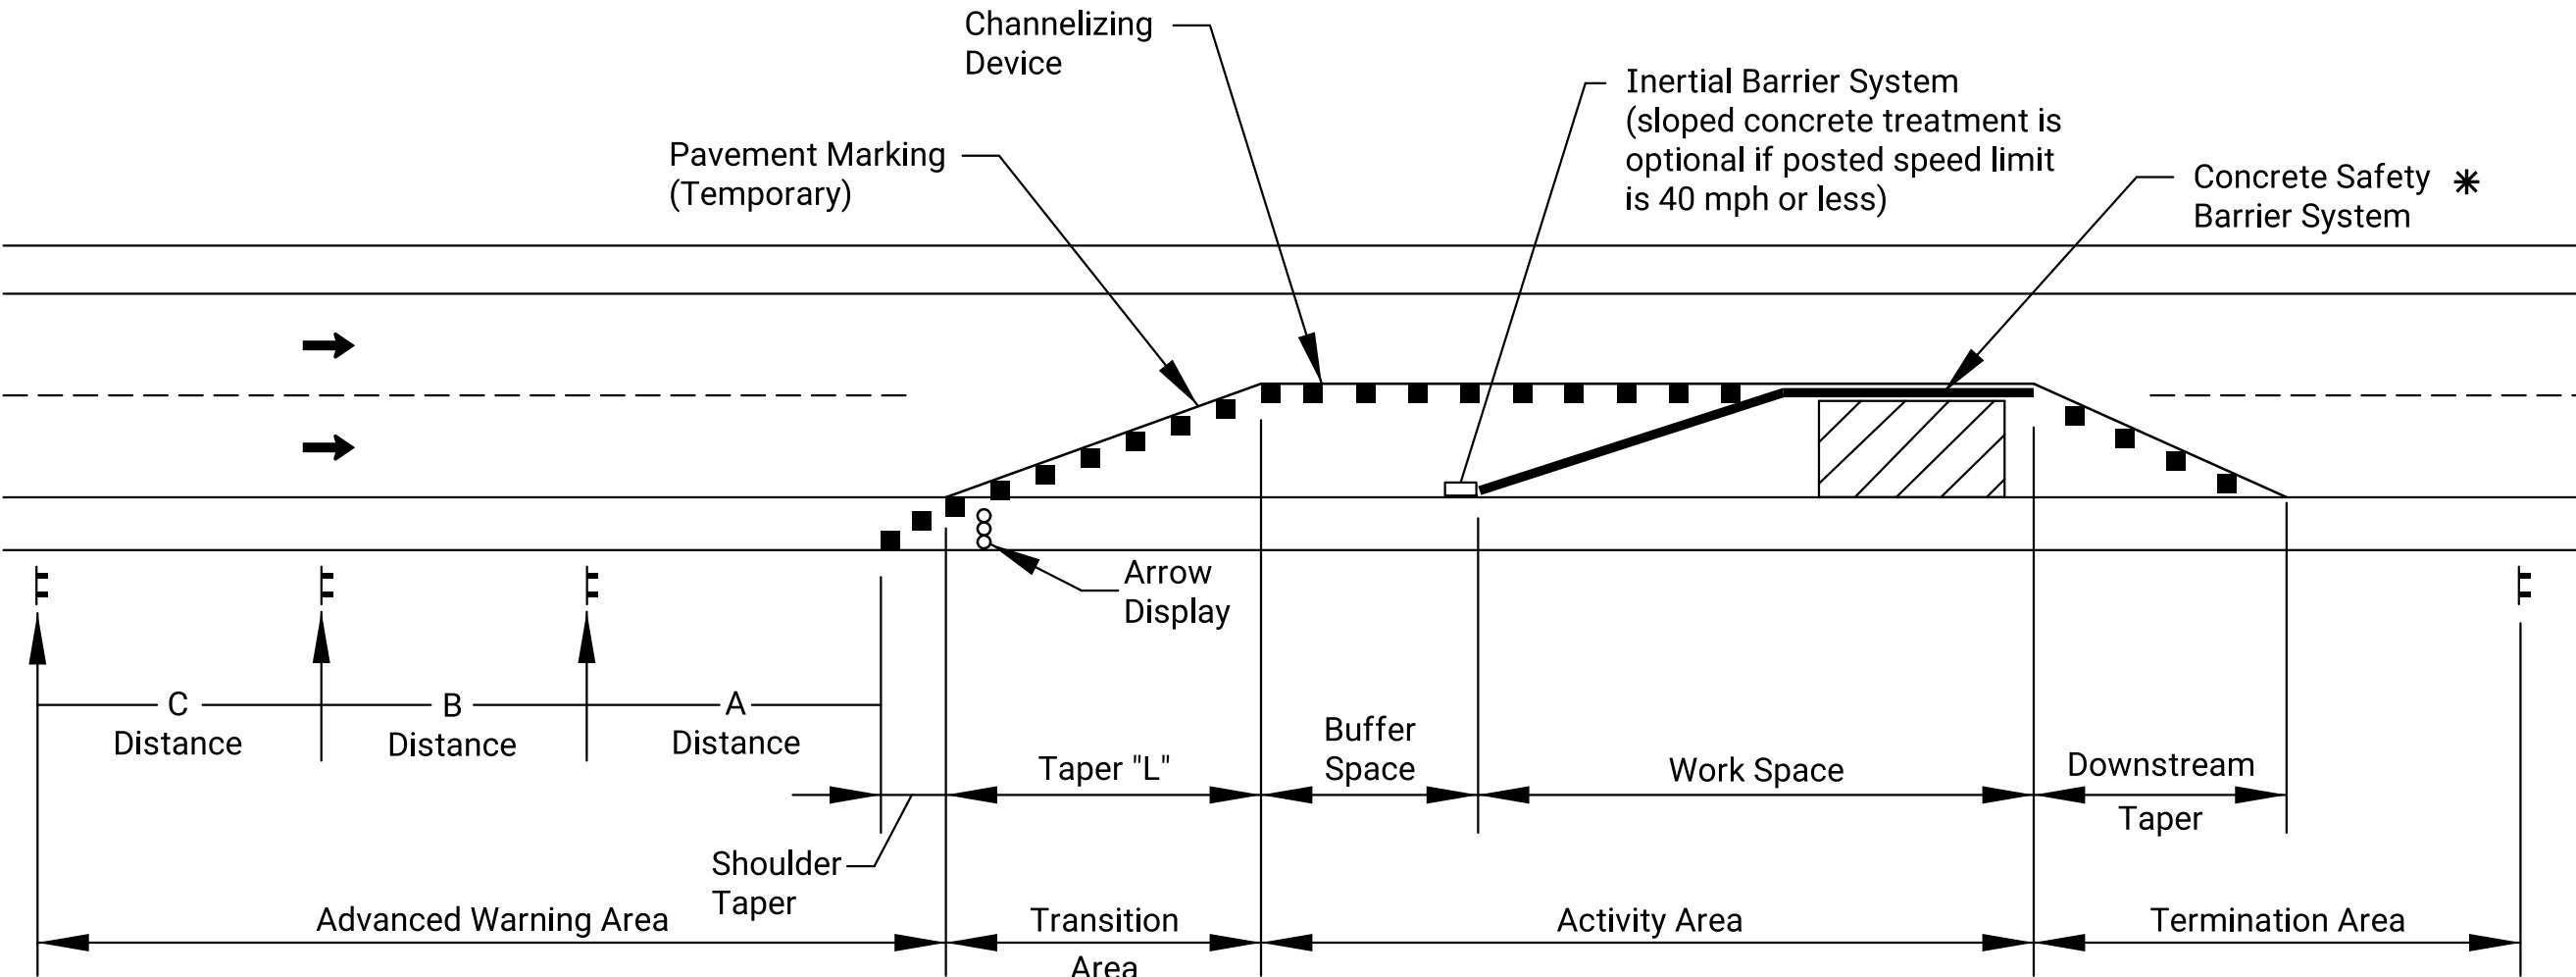 Channelizing
Device
Inertial Barrier System
(sloped concrete treatment is
optional if posted speed limit
is 40 mph or less)
Pavement Marking
(Temporary)
Concrete Safety *
Barrier System
Arrow
Display
C
Distance
B
Distance
A
Distance
Taper "L"
Buffer
Space
Work Space
Downstream
Taper
Shoulder
Taper
Advanced Warning Area
Transition
Area
Activity Area
Termination Area